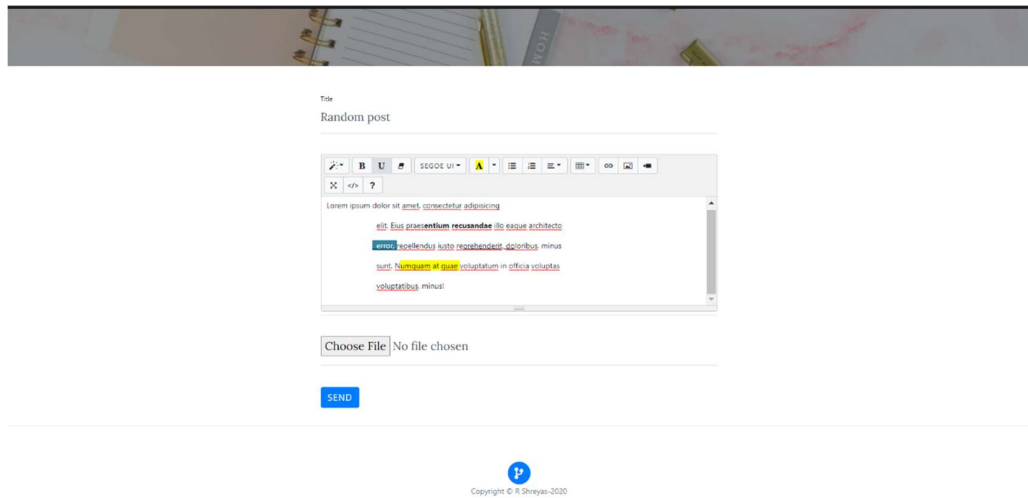 HOM
Title
Random post
B U SEGOE UI A
</> ?
Lorem ipsum dolor sit amet, consectetur adipisicing
elit. Eius praesentium recusandae illo eaque architecto
error, repellendus iusto reprehenderit, doloribus, minus
sunt. Numquam at quae voluptatum in officia voluptas
voluptatibus, minus!
Choose File No file chosen
SEND
Copyright © R Shreyas-2020